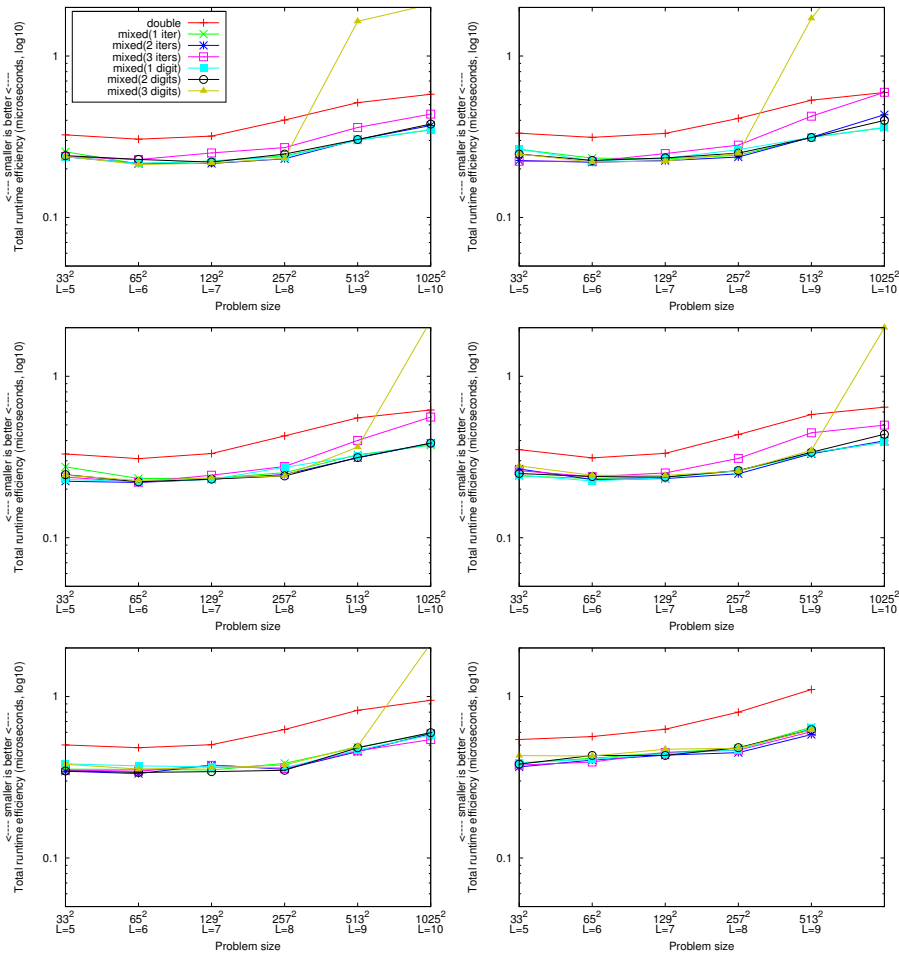 double
mixed(1 iter)
mixed(2 iters)
mixed(3 iters)
mixed(1 digit)
mixed(2 digits)
mixed(3 digits)
1
0.1
<---- smaller is better <----
Total runtime efficiency (microseconds, log10)
33² 65² 129² 257² 513² 1025²
L=5 L=6 L=7 L=8 L=9 L=10
Problem size
1
0.1
<---- smaller is better <----
Total runtime efficiency (microseconds, log10)
33² 65² 129² 257² 513² 1025²
L=5 L=6 L=7 L=8 L=9 L=10
Problem size
1
0.1
<---- smaller is better <----
Total runtime efficiency (microseconds, log10)
33² 65² 129² 257² 513² 1025²
L=5 L=6 L=7 L=8 L=9 L=10
Problem size
1
0.1
<---- smaller is better <----
Total runtime efficiency (microseconds, log10)
33² 65² 129² 257² 513² 1025²
L=5 L=6 L=7 L=8 L=9 L=10
Problem size
1
0.1
<---- smaller is better <----
Total runtime efficiency (microseconds, log10)
33² 65² 129² 257² 513² 1025²
L=5 L=6 L=7 L=8 L=9 L=10
Problem size
1
0.1
<---- smaller is better <----
Total runtime efficiency (microseconds, log10)
33² 65² 129² 257² 513²
L=5 L=6 L=7 L=8 L=9
Problem size